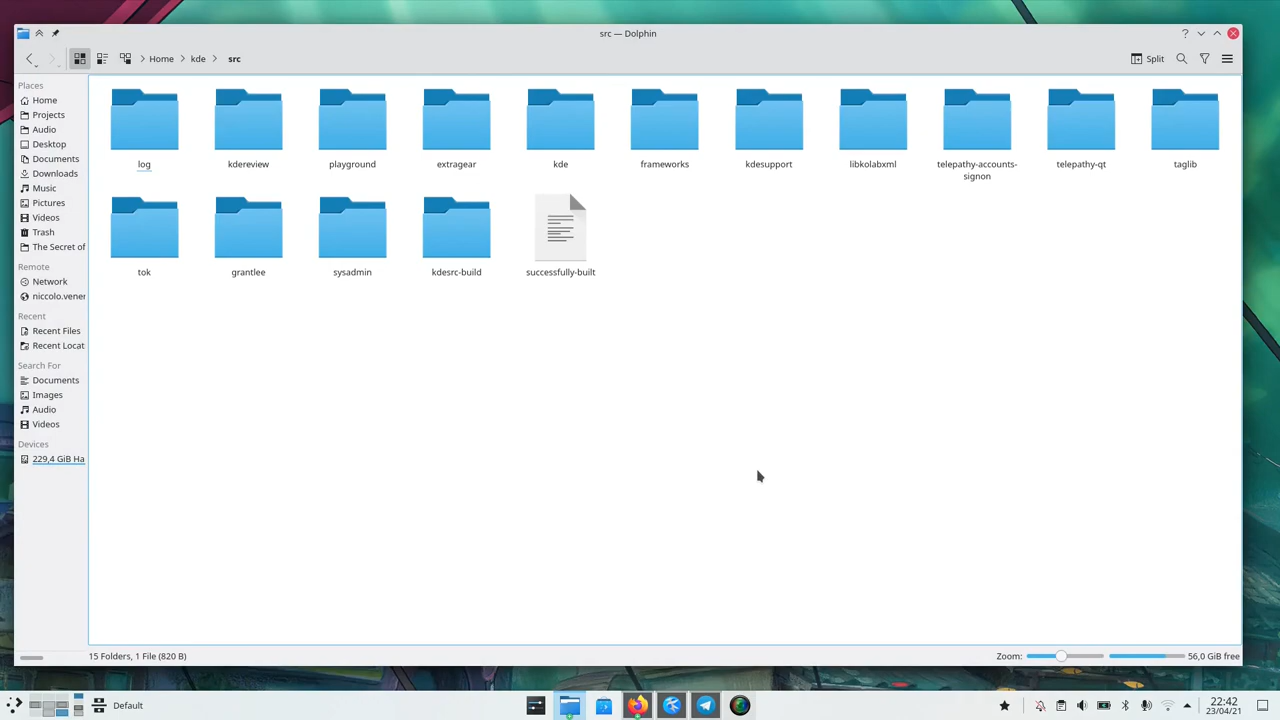 src — Dolphin
Home
kde
src
Split
Places
Home
Projects
Audio
Desktop
Documents
Downloads
Music
Pictures
Videos
Trash
The Secret of
Remote
Network
niccolo.vener
Recent
Recent Files
Recent Locat
Search For
Documents
Images
Audio
Videos
Devices
229,4 GiB Ha
log
kdereview
playground
extragear
kde
frameworks
kdesupport
libkolabxml
telepathy-accounts-
signon
telepathy-qt
taglib
tok
grantlee
sysadmin
kdesrc-build
successfully-built
15 Folders, 1 File (820 B)
Zoom:
56,0 GiB free
Default
22:42
23/04/21